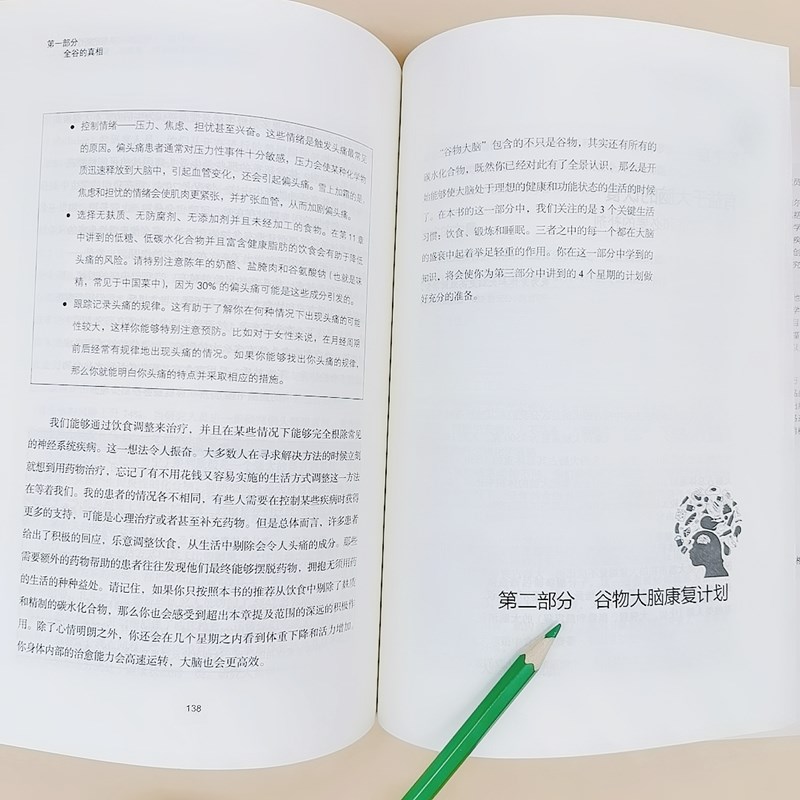 第一部分
全谷的真相
• 控制情绪——压力、焦虑、担忧甚至兴奋。这些情绪是触发头痛最常见
的原因。偏头痛患者通常对压力性事件十分敏感，压力会使某种化学物
质迅速释放到大脑中，引起血管变化，还会引起偏头痛。雪上加霜的是，
焦虑和担忧的情绪会使肌肉更紧张，并扩张血管，从而加剧偏头痛。
• 选择无麸质、无防腐剂、无添加剂并且未经加工的食物。在第 11 章
中讲到的低糖、低碳水化合物并且富含健康脂肪的饮食会有助于降低
头痛的风险。请特别注意陈年的奶酪、盐腌肉和谷氨酸钠（也就是味
精，常见于中国菜中），因为 30% 的偏头痛可能是这些成分引发的。
• 跟踪记录头痛的规律。这有助于了解你在何种情况下出现头痛的可能
性较大，这样你能够特别注意预防。比如对于女性来说，在月经周期
前后经常有规律地出现头痛的情况。如果你能够找出你头痛的规律、
那么你就能明白你头痛的特点并采取相应的措施。
我们能够通过饮食调整来治疗，并且在某些情况下能够完全根除常见
的神经系统疾病。这一想法令人振奋。大多数人在寻求解决方法的时候立刻
就想到用药物治疗，忘记了有不用花钱又容易实施的生活方式调整这一方法
在等着我们。我的患者的情况各不相同，有些人需要在控制某些疾病时获得
更多的支持，可能是心理治疗或者甚至补充药物。但是总体而言，许多患者
给出了积极的回应，乐意调整饮食，从生活中剔除会令人头痛的成分。那些
需要额外的药物帮助的患者往往发现他们最终能够摆脱药物，拥抱无须用药
的生活的种种益处。请记住，如果你只按照本书的推荐从饮食中剔除了麸质
和精制的碳水化合物，那么你也会感受到超出本章提及范围的深远的积极作
用。除了心情明朗之外，你还会在几个星期之内看到体重下降和活力增加。
你身体内部的治愈能力会高速运转，大脑也会更高效。
138
“谷物大脑”包含的不只是谷物，其实还有所有的
碳水化合物，既然你已经对此有了全景认识，那么是开
始能够使大脑处于理想的健康和功能状态的生活的时候
了。在本书的这一部分中，我们关注的是 3 个关键生活
习惯：饮食、锻炼和睡眠。三者之中的每一个都在大脑
的盛衰中起着举足轻重的作用。你在这一部分中学到的
知识，将会使你为第三部分中讲到的 4 个星期的计划做
好充分的准备。
第二部分 谷物大脑康复计划